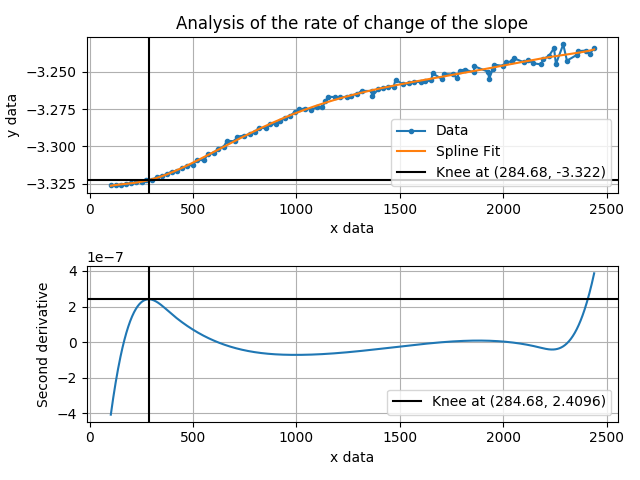 Analysis of the rate of change of the slope
y data
−3.250
−3.275
−3.300
−3.325
Data
Spline Fit
Knee at (284.68, -3.322)
0 500 1000 1500 2000 2500
x data
1e−7
Second derivative
4
2
0
−2
−4
Knee at (284.68, 2.4096)
0 500 1000 1500 2000 2500
x data